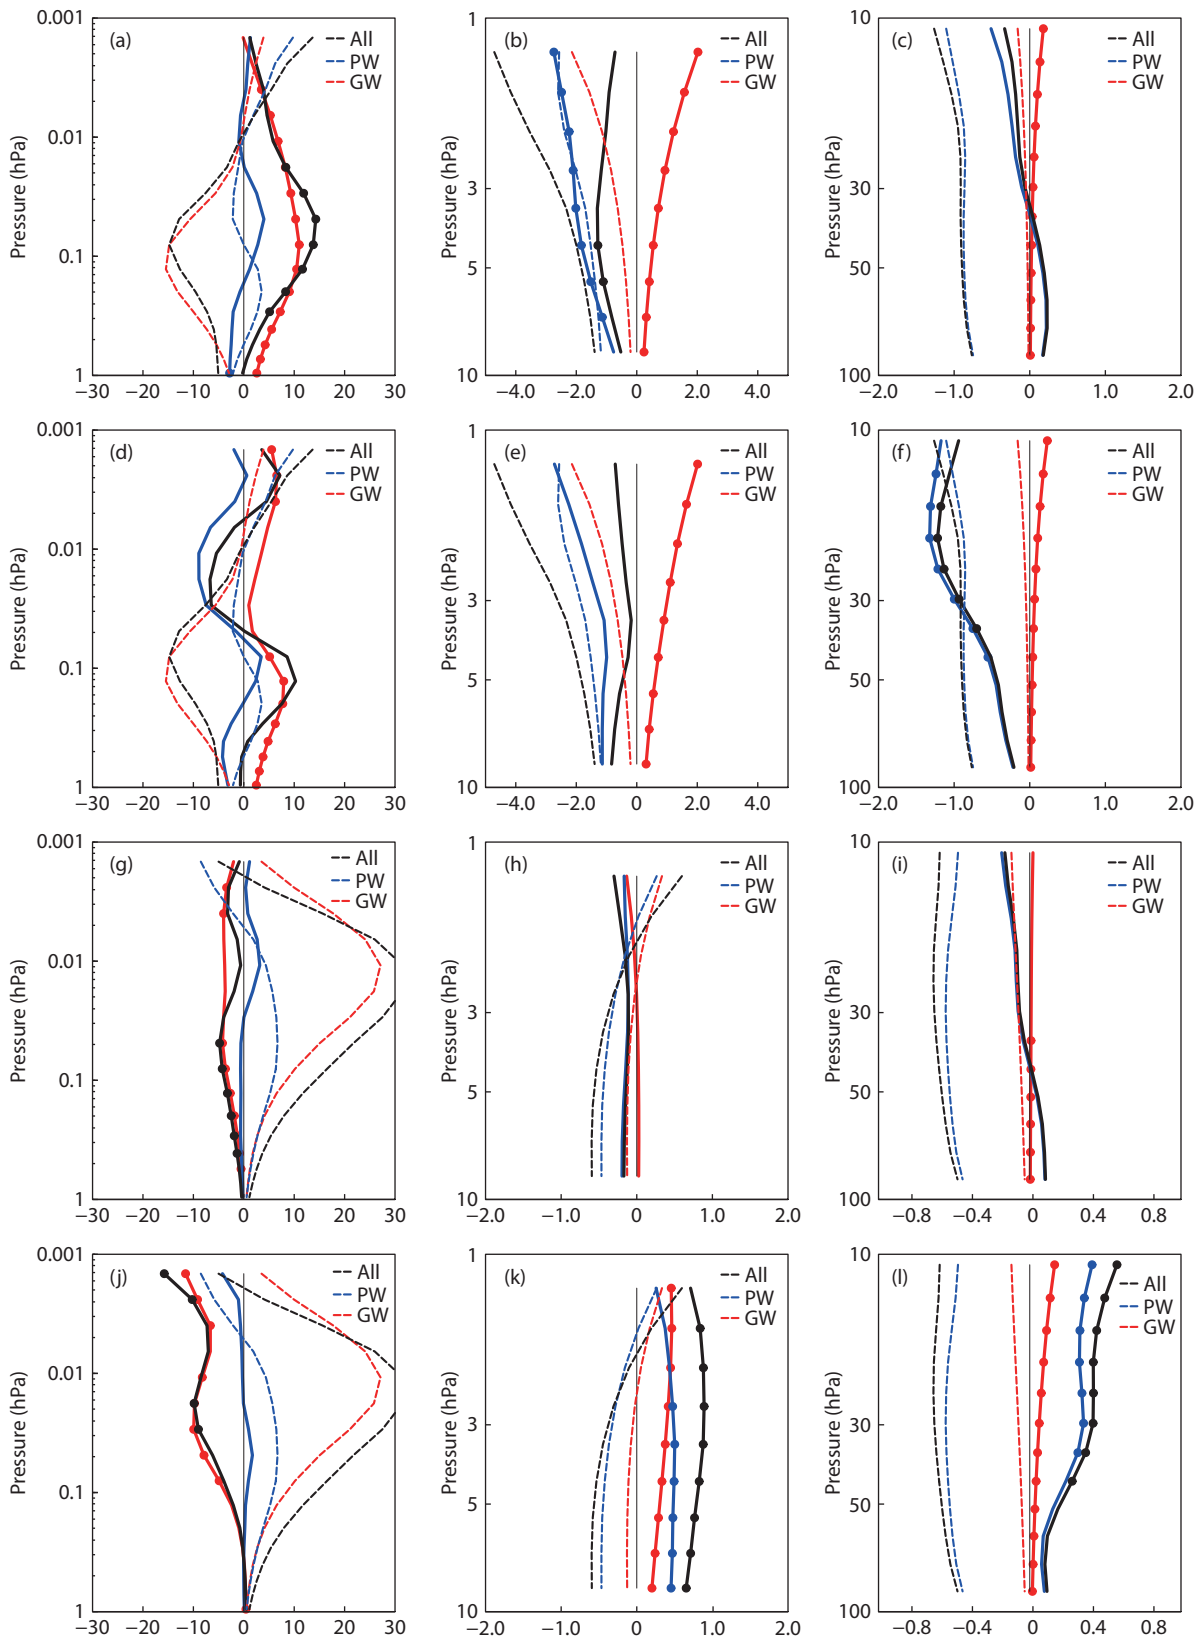 0.001
0.01
0.1
1
Pressure (hPa)
(a)
All
PW
GW
−30 −20 −10 0 10 20 30
1
3
5
10
Pressure (hPa)
(b)
All
PW
GW
−4.0 −2.0 0 2.0 4.0
10
30
50
100
Pressure (hPa)
(c)
All
PW
GW
−2.0 −1.0 0 1.0 2.0
0.001
0.01
0.1
1
Pressure (hPa)
(d)
All
PW
GW
−30 −20 −10 0 10 20 30
1
3
5
10
Pressure (hPa)
(e)
All
PW
GW
−4.0 −2.0 0 2.0 4.0
10
30
50
100
Pressure (hPa)
(f)
All
PW
GW
−2.0 −1.0 0 1.0 2.0
0.001
0.01
0.1
1
Pressure (hPa)
(g)
All
PW
GW
−30 −20 −10 0 10 20 30
1
3
5
10
Pressure (hPa)
(h)
All
PW
GW
−2.0 −1.0 0 1.0 2.0
10
30
50
100
Pressure (hPa)
(i)
All
PW
GW
−0.8 −0.4 0 0.4 0.8
0.001
0.01
0.1
1
Pressure (hPa)
(j)
All
PW
GW
−30 −20 −10 0 10 20 30
1
3
5
10
Pressure (hPa)
(k)
All
PW
GW
−2.0 −1.0 0 1.0 2.0
10
30
50
100
Pressure (hPa)
(l)
All
PW
GW
−0.8 −0.4 0 0.4 0.8